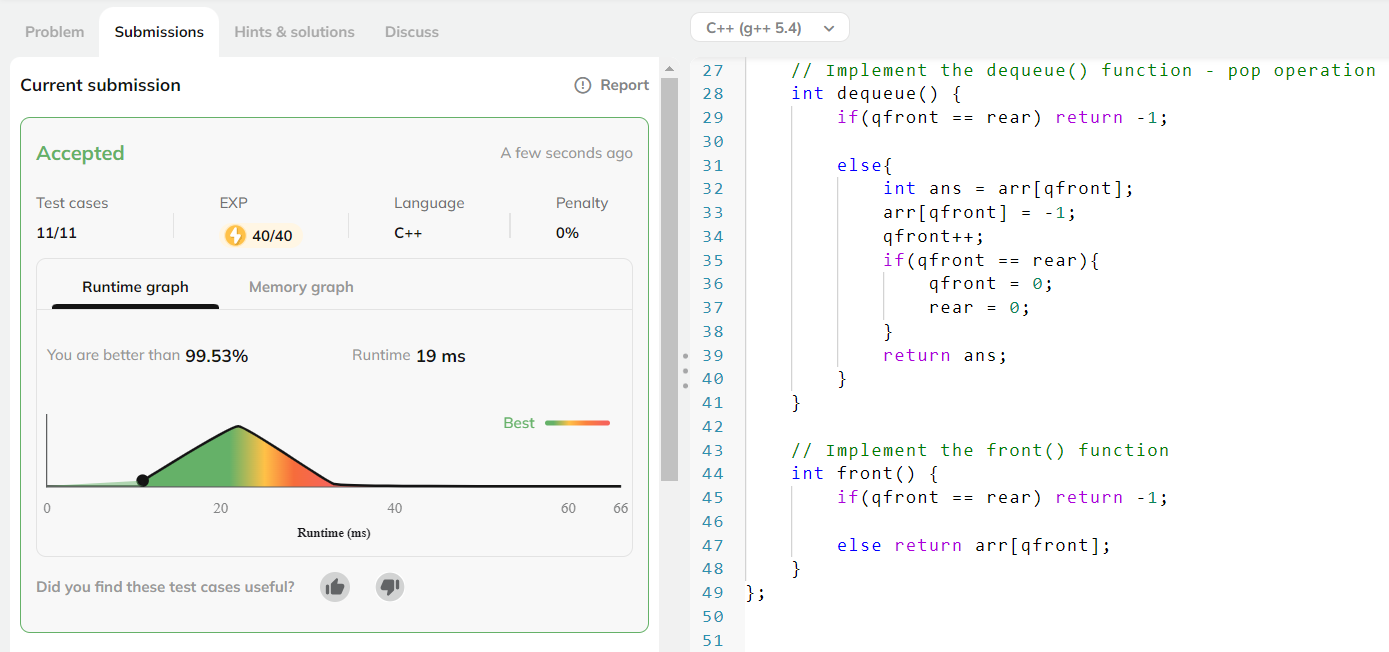 Problem
Submissions
Hints & solutions
Discuss
Current submission
Report
Accepted
A few seconds ago
Test cases
EXP
Language
Penalty
11/11
40/40
C++
0%
Runtime graph
Memory graph
You are better than 99.53%
Runtime 19 ms
Best
0
20
40
60
66
Runtime (ms)
Did you find these test cases useful?
C++ (g++ 5.4)
27 // Implement the dequeue() function - pop operation
28 int dequeue() {
29 if(qfront == rear) return -1;
30
31 else{
32 int ans = arr[qfront];
33 arr[qfront] = -1;
34 qfront++;
35 if(qfront == rear){
36 qfront = 0;
37 rear = 0;
38 }
39 return ans;
40 }
41 }
42
43 // Implement the front() function
44 int front() {
45 if(qfront == rear) return -1;
46
47 else return arr[qfront];
48 }
49 };
50
51